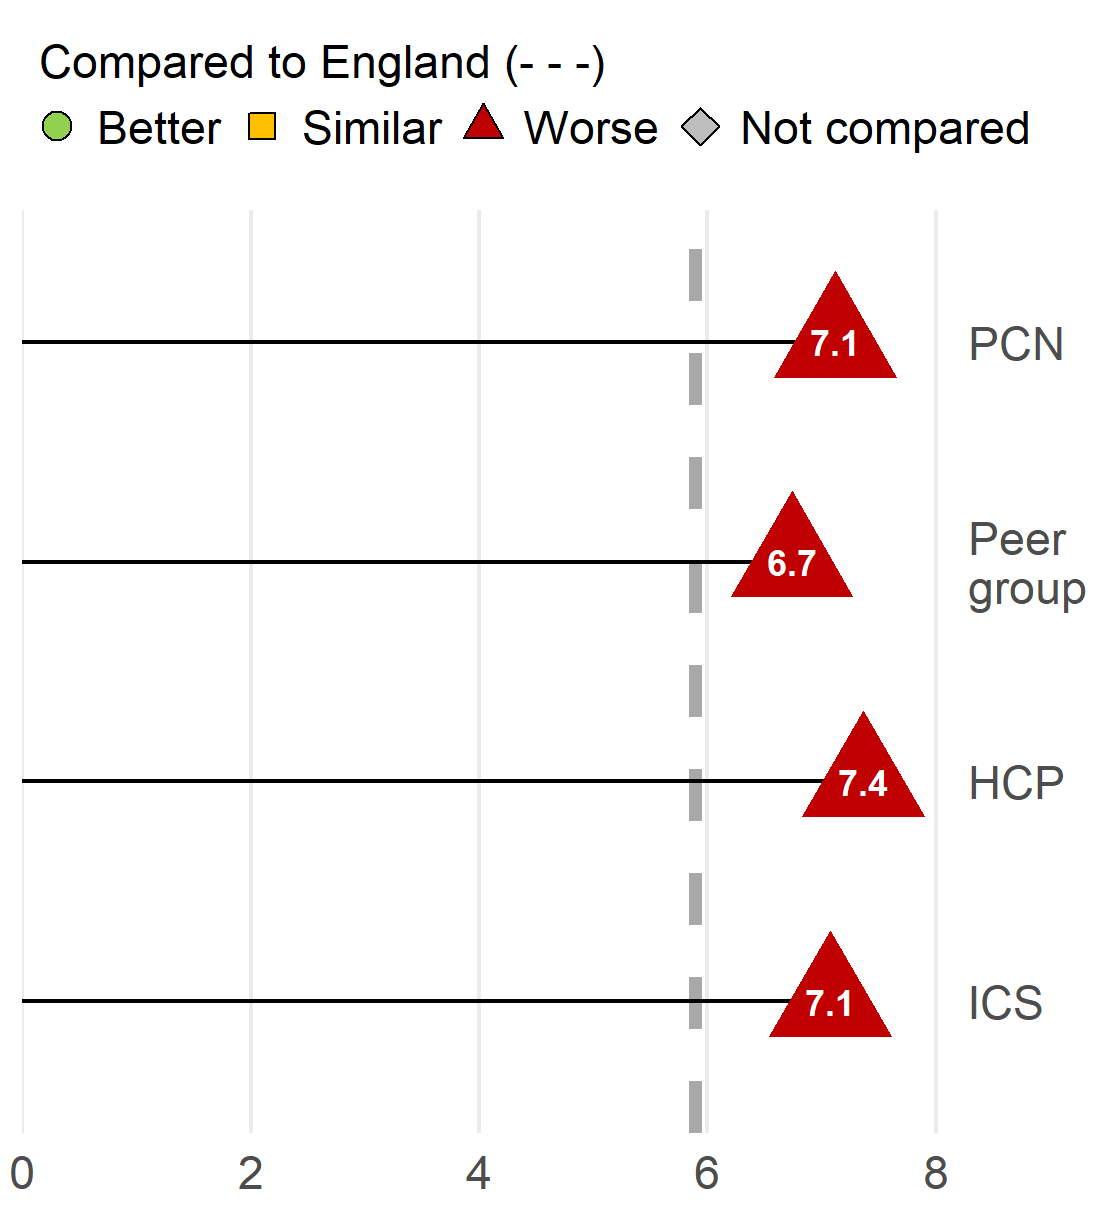 Compared to England (- - -)
Better Similar Worse Not compared
7.1 PCN
6.7 Peer
group
7.4 HCP
7.1 ICS
0 2 4 6 8